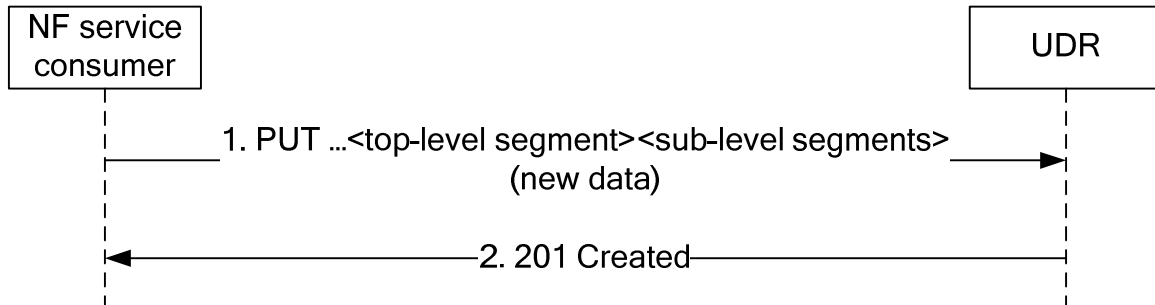 NF service
consumer
UDR
1. PUT ...<top-level segment><sub-level segments>
(new data)
2. 201 Created